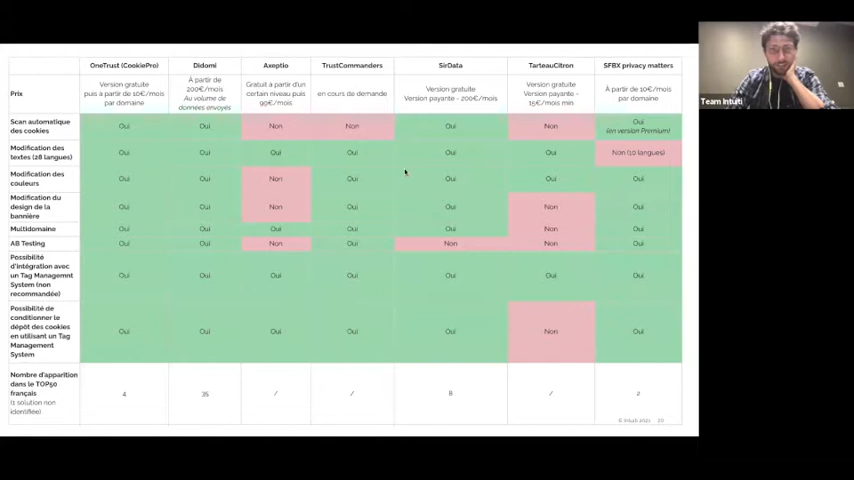 OneTrust (CookiePro) Didomi Axeptio TrustCommanders SirData TarteauCitron SFBX privacy matters
Prix
Version gratuite
puis à partir de 10€/mois
par domaine
À partir de
200€/mois
Au volume de
données envoyés
Gratuit à partir d'un
certain niveau puis
99€/mois
en cours de demande
Version gratuite
Version payante - 200€/mois
Version gratuite
Version payante -
15€/mois min
À partir de 10€/mois
par domaine
Scan automatique
des cookies
Oui Oui Non Non Oui Non Oui
(en version Premium)
Modification des
textes (28 langues)
Oui Oui Oui Oui Oui Oui Non (10 langues)
Modification des
couleurs
Oui Oui Non Oui Oui Oui Oui
Modification du
design de la
bannière
Oui Oui Non Oui Oui Non Oui
Multidomaine Oui Oui Oui Oui Oui Non Oui
AB Testing Oui Oui Non Oui Non Non Oui
Possibilité
d'intégration avec
un Tag Managemnt
System (non
recommandée)
Oui Oui Oui Oui Oui Oui Oui
Possibilité de
conditionner le
dépôt des cookies
en utilisant un Tag
Management
System
Oui Oui Oui Oui Oui Non Oui
Nombre d'apparition
dans le TOP50
français
(1 solution non
identifiée)
4 35 / / 8 / 2
© Intuiti 2021 20
Team Intuiti